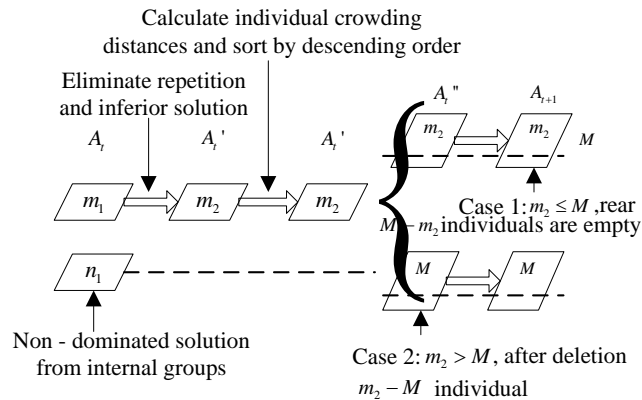 Calculate individual crowding
distances and sort by descending order
Eliminate repetition
and inferior solution
A_t
A_t'
A_t'
A_t''
A_{t+1}
m_1
m_2
m_2
m_2
m_2
M
Case 1: m_2 ≤ M ,rear
M − m_2 individuals are empty
n_1
M
M
Non - dominated solution
from internal groups
Case 2: m_2 > M, after deletion
m_2 − M individual